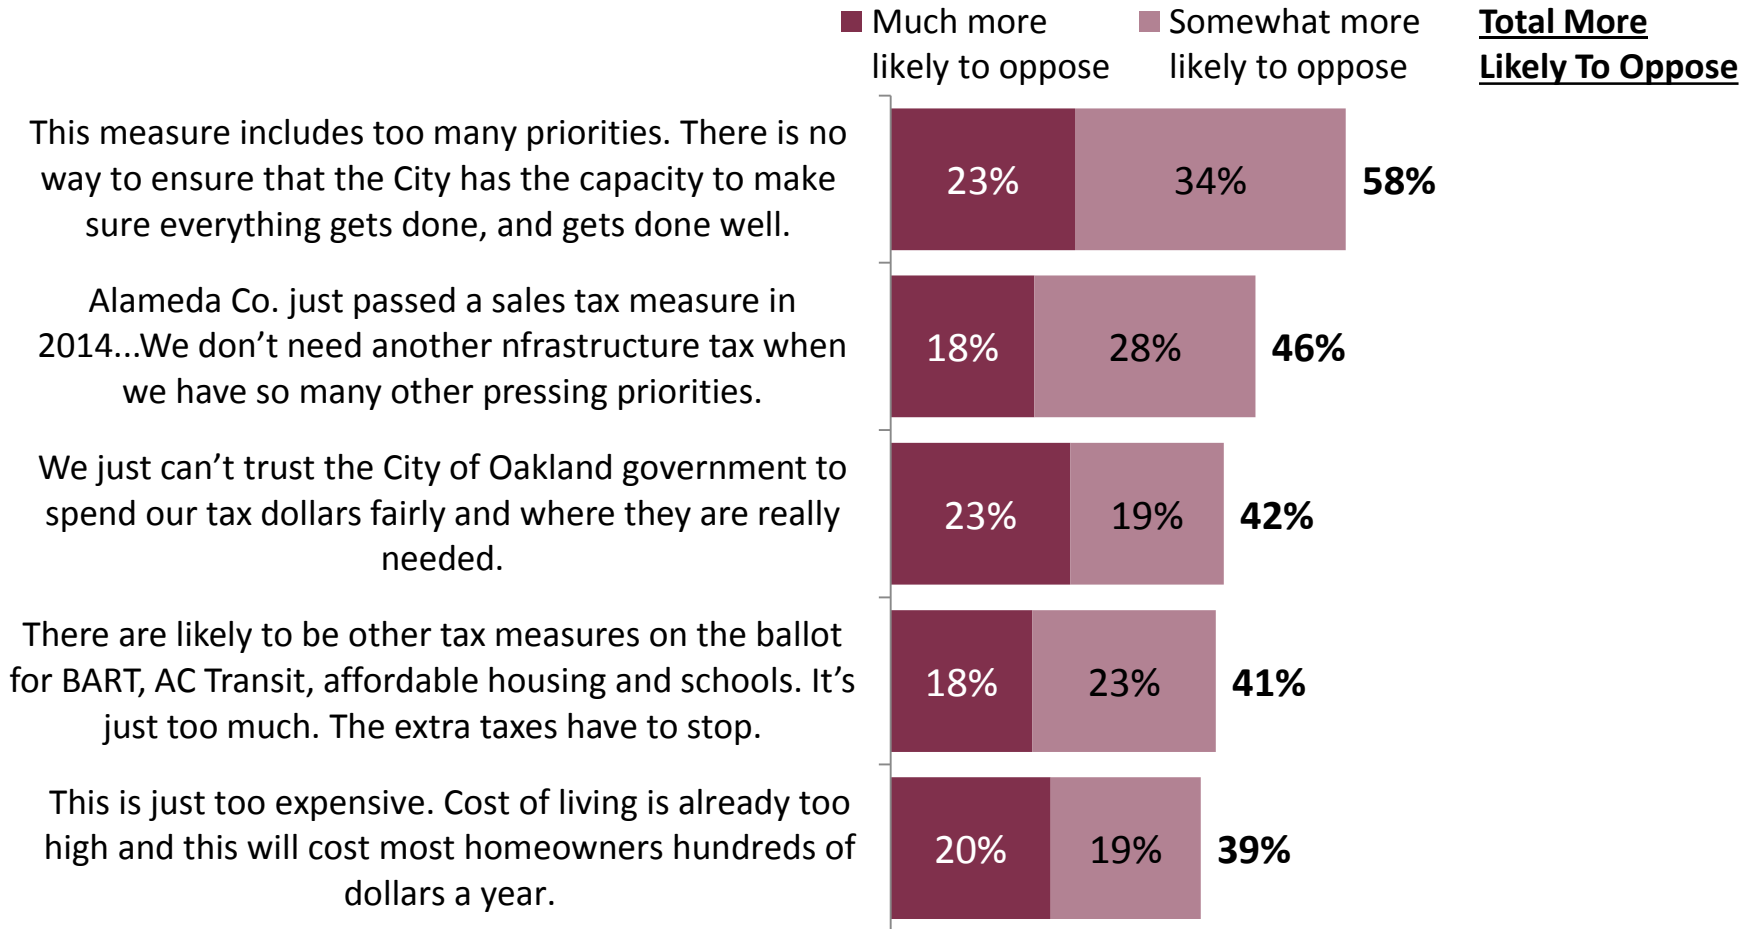 Much more
likely to oppose
Somewhat more
likely to oppose
Total More
Likely To Oppose
This measure includes too many priorities. There is no
way to ensure that the City has the capacity to make
sure everything gets done, and gets done well.
23%
34%
58%
Alameda Co. just passed a sales tax measure in
2014...We don’t need another nfrastructure tax when
we have so many other pressing priorities.
18%
28%
46%
We just can’t trust the City of Oakland government to
spend our tax dollars fairly and where they are really
needed.
23%
19%
42%
There are likely to be other tax measures on the ballot
for BART, AC Transit, affordable housing and schools. It’s
just too much. The extra taxes have to stop.
18%
23%
41%
This is just too expensive. Cost of living is already too
high and this will cost most homeowners hundreds of
dollars a year.
20%
19%
39%